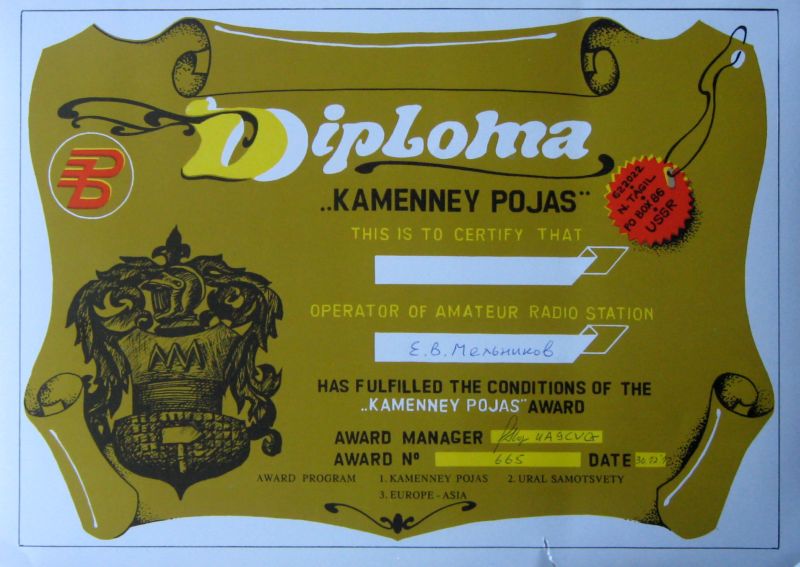 Diploma
„KAMENNEY POJAS"
622022
N. TAGIL
PO BOX 86
USSR
THIS IS TO CERTIFY THAT
OPERATOR OF AMATEUR RADIO STATION
Е.В. Мельников
HAS FULFILLED THE CONDITIONS OF THE
„KAMENNEY POJAS" AWARD
AWARD MANAGER UA9CVQ
AWARD Nº 665 DATE
AWARD PROGRAM 1. KAMENNEY POJAS 2. URAL SAMOTSVETY
3. EUROPE - ASIA